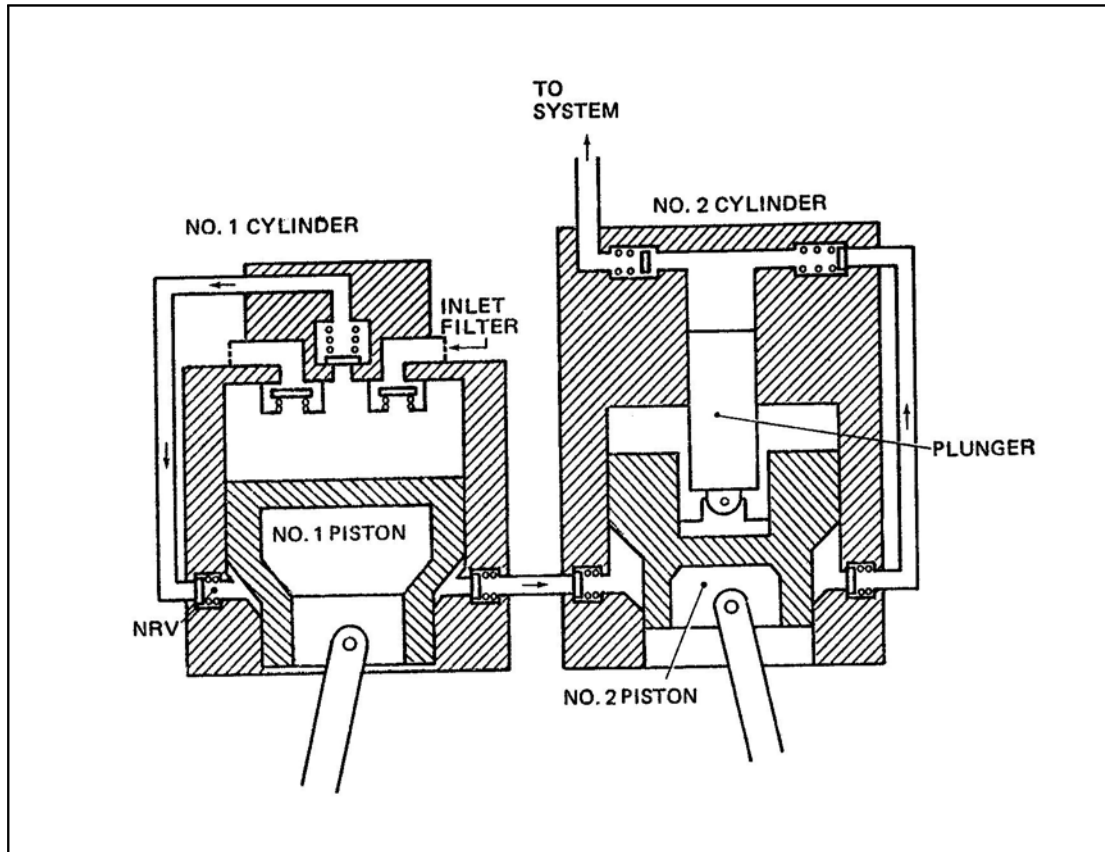 TO
SYSTEM
NO. 1 CYLINDER
NO. 2 CYLINDER
INLET
FILTER
PLUNGER
NO. 1 PISTON
NRV
NO. 2 PISTON